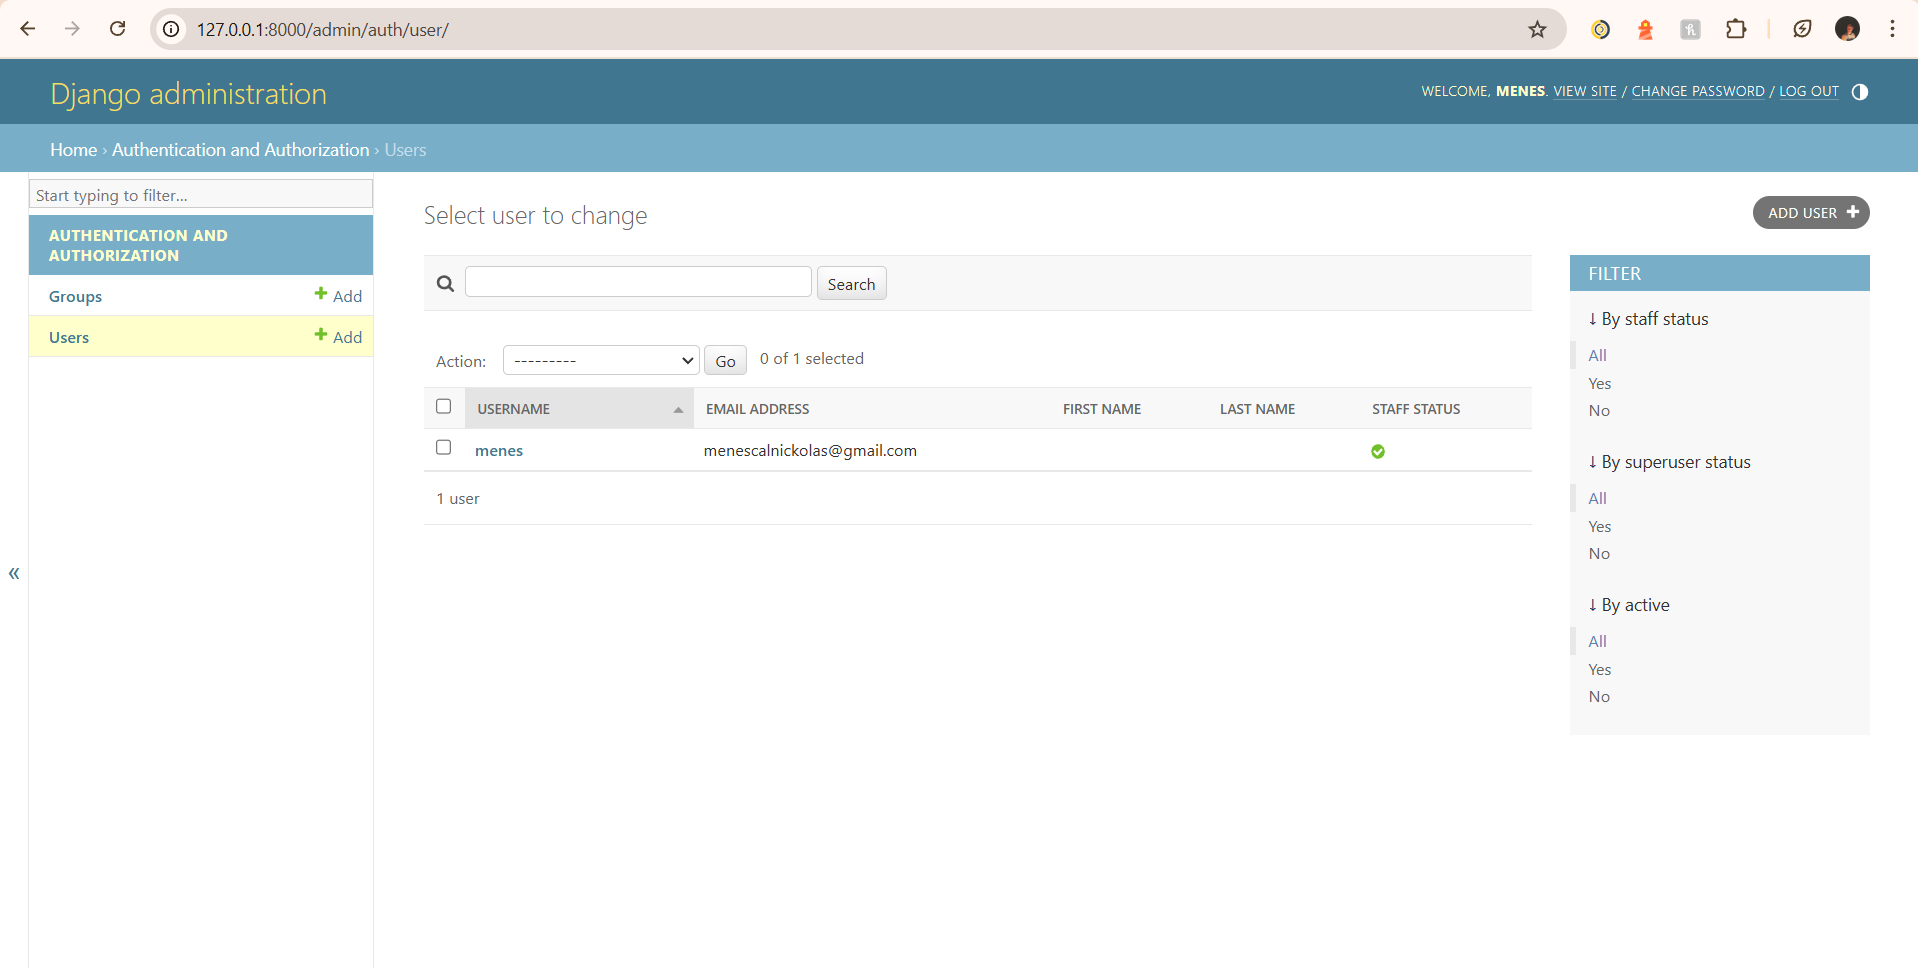 127.0.0.1:8000/admin/auth/user/
Django administration
WELCOME, MENES. VIEW SITE / CHANGE PASSWORD / LOG OUT
Home › Authentication and Authorization › Users
Start typing to filter...
AUTHENTICATION AND
AUTHORIZATION
Groups
+ Add
Users
+ Add
«
Select user to change
ADD USER +
Search
Action:
---------
Go
0 of 1 selected
USERNAME EMAIL ADDRESS FIRST NAME LAST NAME STAFF STATUS
menes menescalnickolas@gmail.com
1 user
FILTER
↓ By staff status
All
Yes
No
↓ By superuser status
All
Yes
No
↓ By active
All
Yes
No